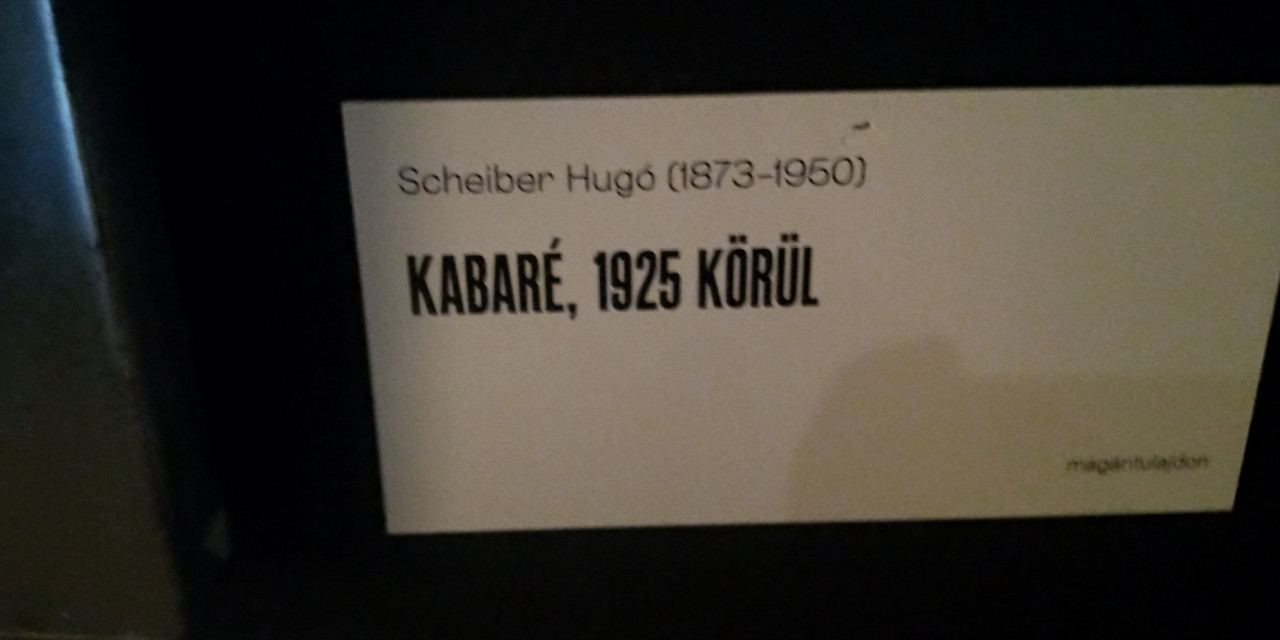 Scheiber Hugó (1873–1950)
KABARÉ, 1925 KÖRÜL
magántulajdon